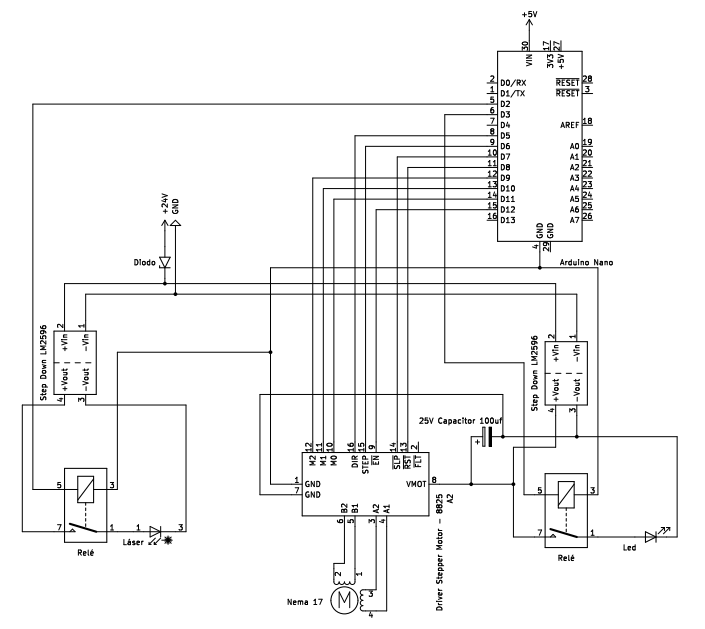 +5V
30
17
27
VIN
3V3
+5V
2 D0/RX RESET 28
1 D1/TX RESET 3
5 D2
6 D3
7 D4 AREF 18
8 D5
9 D6 A0 19
10 D7 A1 20
11 D8 A2 21
12 D9 A3 22
13 D10 A4 23
14 D11 A5 24
15 D12 A6 25
16 D13 A7 26
GND
GND
4
29
Arduino Nano
+24V
GND
Diodo
Step Down LM2596
2
1
+Vin
-Vin
+Vout
-Vout
4
3
Step Down LM2596
2
1
+Vin
-Vin
+Vout
-Vout
4
3
25V Capacitor 100uf
+
12
11
10
16
15
9
14
13
2
M2
M1
M0
DIR
STEP
EN
SLP
RST
FLT
1 GND VMOT 8
7 GND
B2
B1
A2
A1
6
5
3
4
Driver Stepper Motor - 8825
A2
5 3
7 1
Relé
1 3
Láser
5 3
7 1
Relé
Led
2
1
3
4
M
Nema 17